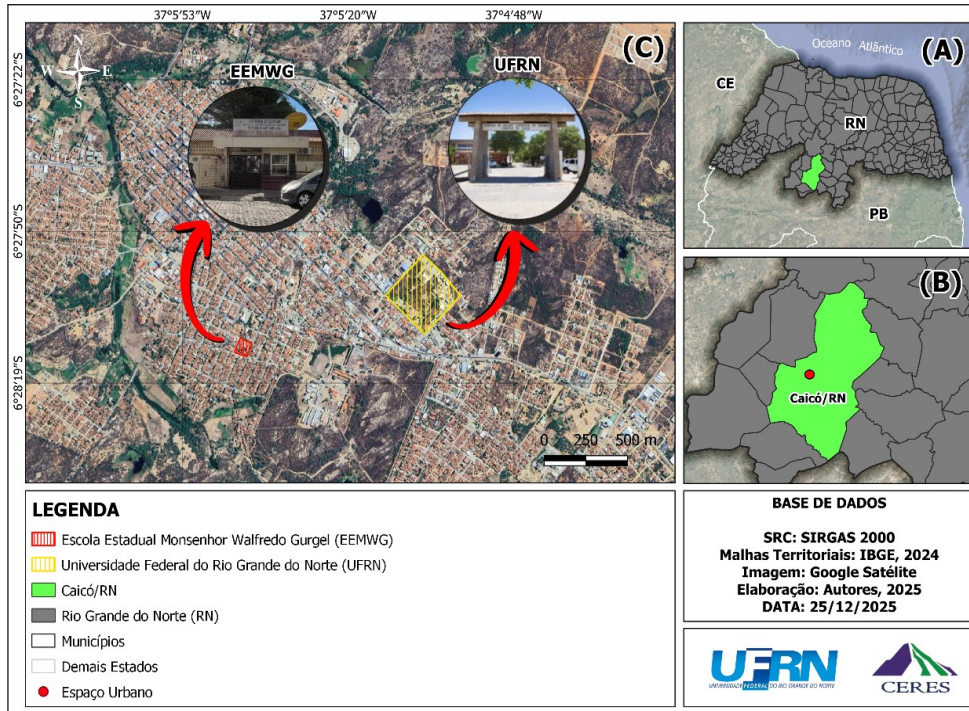 37°5'53"W
37°5'20"W
37°4'48"W
6°27'22"S
6°27'50"S
6°28'19"S
N
W E
S
EEMWG
UFRN
(C)
0 250 500 m
(A)
Oceano Atlântico
CE
RN
PB
(B)
Caicó/RN
LEGENDA
Escola Estadual Monsenhor Walfredo Gurgel (EEMWG)
Universidade Federal do Rio Grande do Norte (UFRN)
Caicó/RN
Rio Grande do Norte (RN)
Municípios
Demais Estados
Espaço Urbano
BASE DE DADOS
SRC: SIRGAS 2000
Malhas Territoriais: IBGE, 2024
Imagem: Google Satélite
Elaboração: Autores, 2025
DATA: 25/12/2025
UFRN
UNIVERSIDADE FEDERAL DO RIO GRANDE DO NORTE
CERES